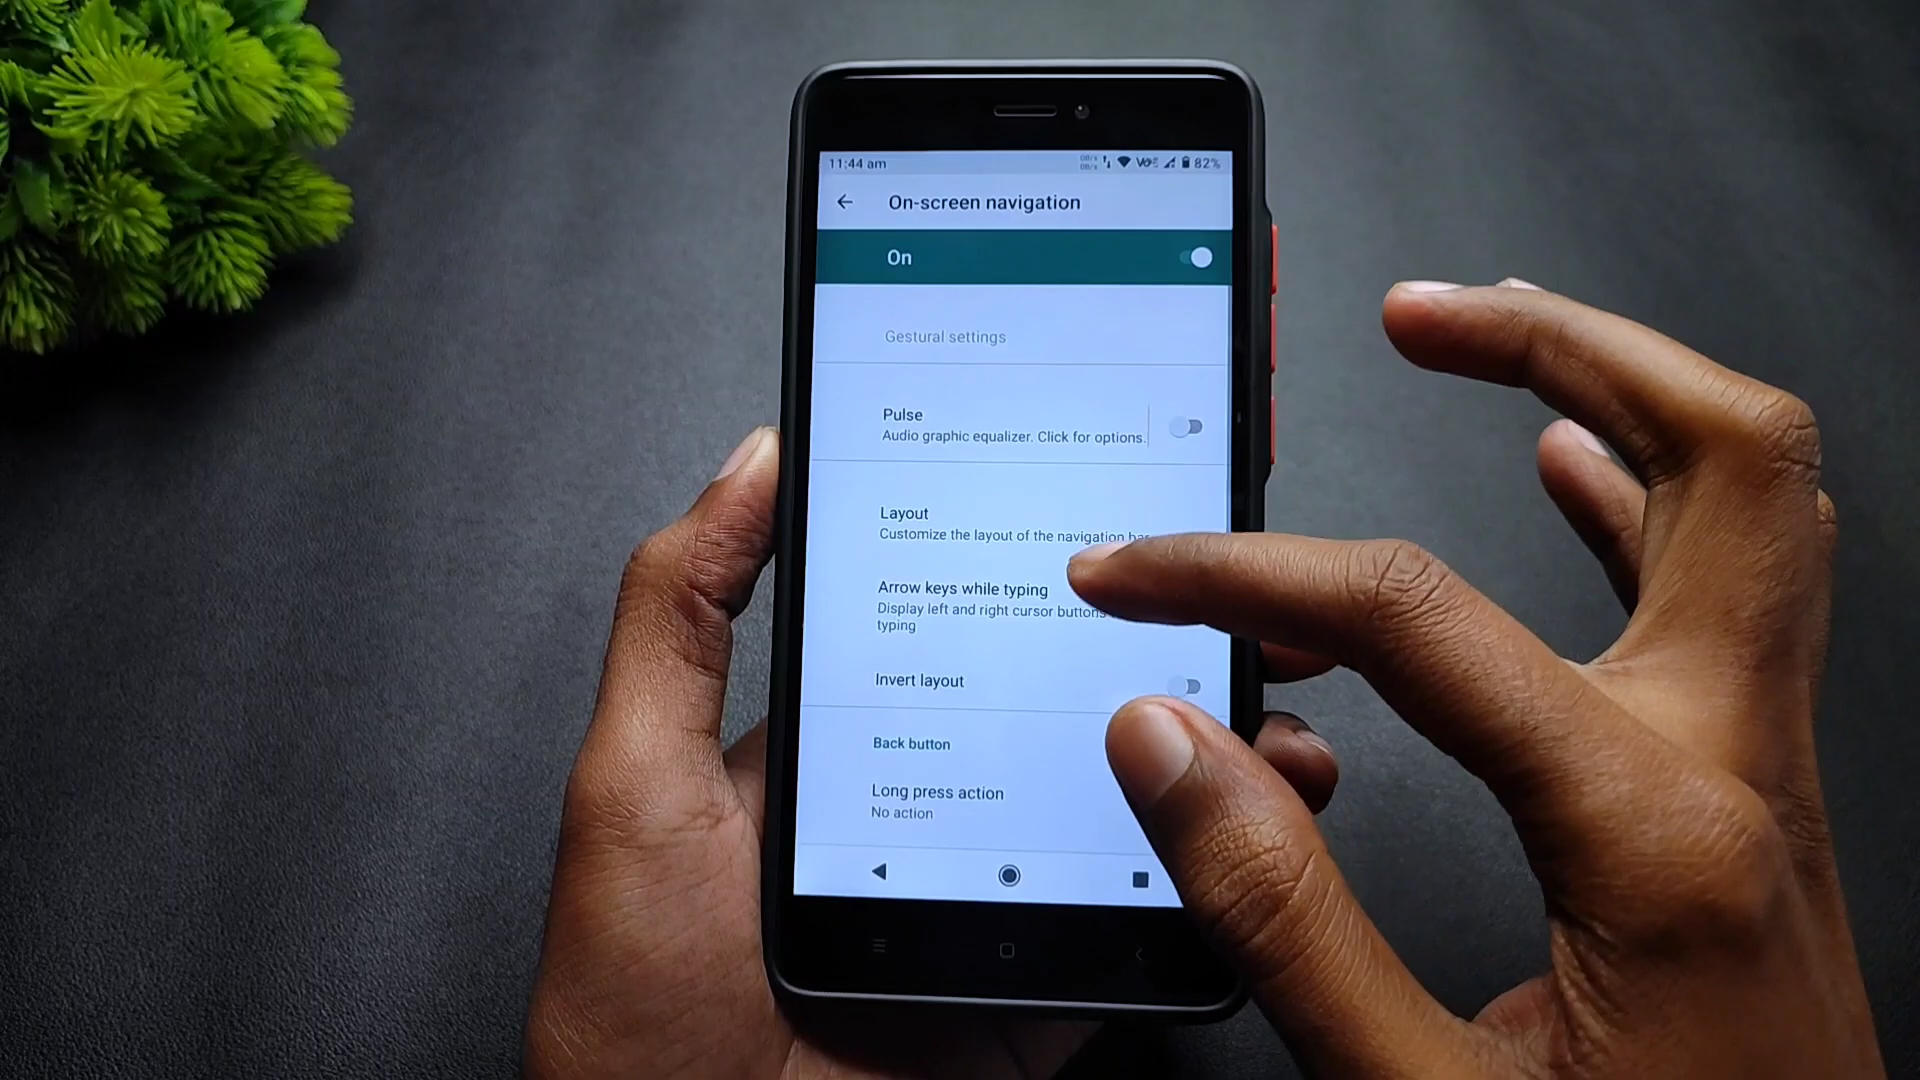 11:44 am 82%
On-screen navigation
On
Gestural settings
Pulse
Audio graphic equalizer. Click for options.
Layout
Customize the layout of the navigation
Arrow keys while typing
Display left and right cursor buttons
typing
Invert layout
Back button
Long press action
No action